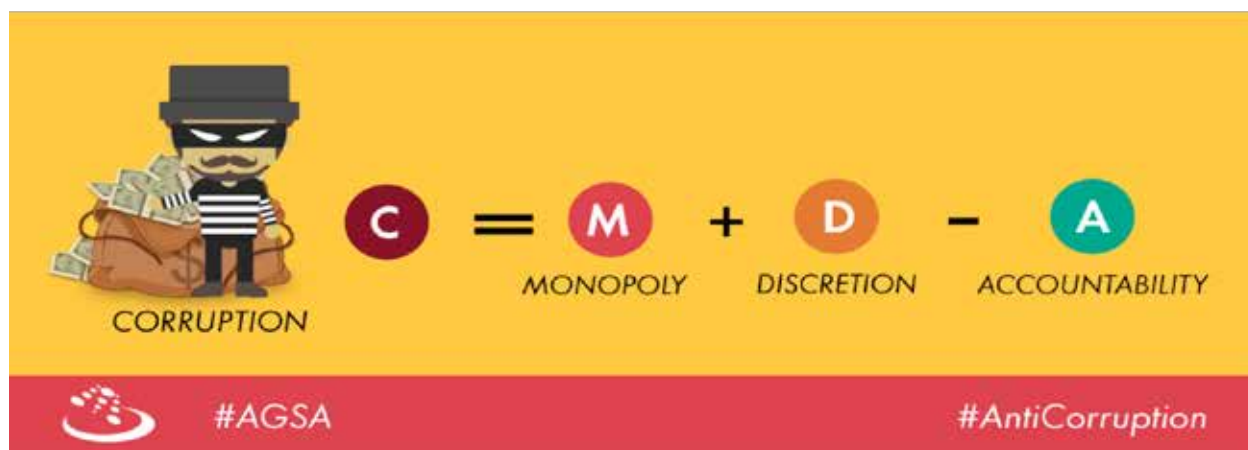 C = M + D - A
MONOPOLY DISCRETION ACCOUNTABILITY
CORRUPTION
#AGSA #AntiCorruption